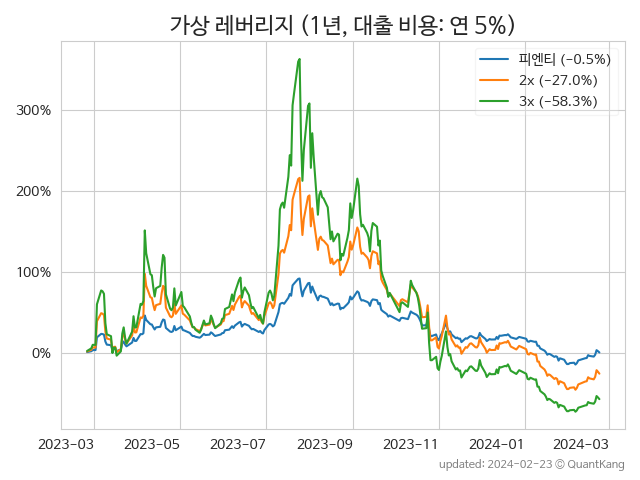 가상 레버리지 (1년, 대출 비용: 연 5%)
피엔티 (−0.5%)
2x (−27.0%)
3x (−58.3%)
300%
200%
100%
0%
2023-03 2023-05 2023-07 2023-09 2023-11 2024-01 2024-03
updated: 2024-02-23 © QuantKang